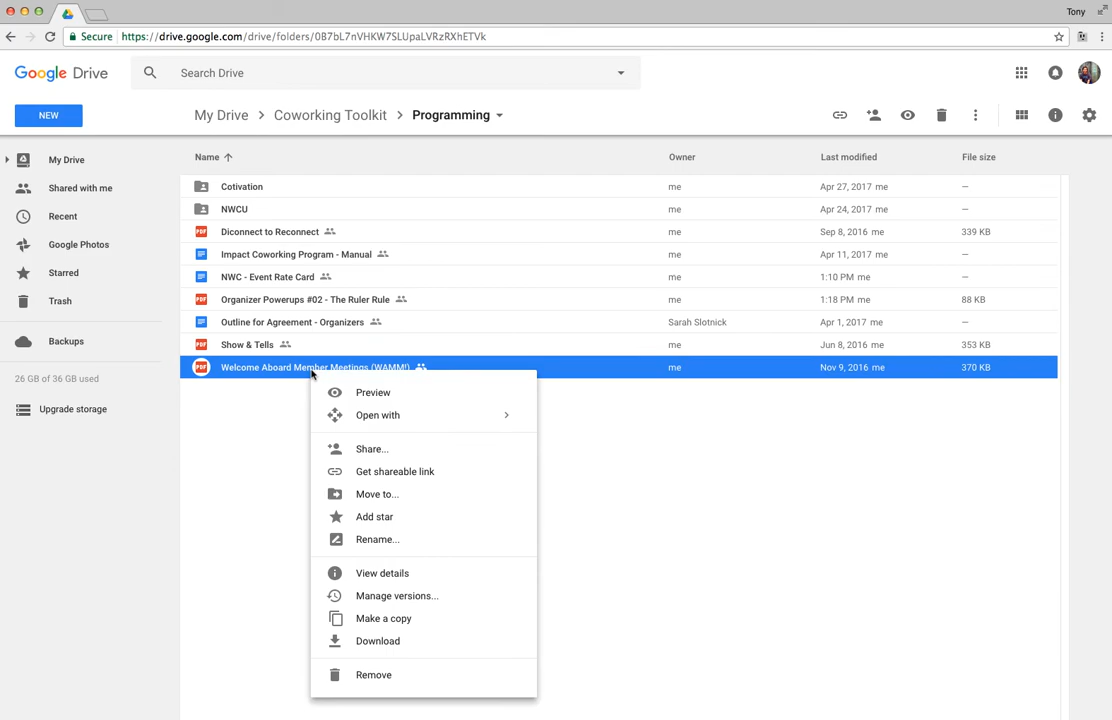 Tony
Secure https://drive.google.com/drive/folders/0B7bL7nVHKW7SLUpaLVRzRXhETVk
Google Drive
Search Drive
NEW
My Drive > Coworking Toolkit > Programming
My Drive
Shared with me
Recent
Google Photos
Starred
Trash
Backups
26 GB of 36 GB used
Upgrade storage
Name Owner Last modified File size
Cotivation me Apr 27, 2017 me —
NWCU me Apr 24, 2017 me —
PDF Diconnect to Reconnect me Sep 8, 2016 me 339 KB
Impact Coworking Program - Manual me Apr 11, 2017 me —
NWC - Event Rate Card me 1:10 PM me —
PDF Organizer Powerups #02 - The Ruler Rule me 1:18 PM me 88 KB
Outline for Agreement - Organizers Sarah Slotnick Apr 1, 2017 me —
PDF Show & Tells me Jun 8, 2016 me 353 KB
PDF Welcome Aboard Member Meetings (WAMM!) me Nov 9, 2016 me 370 KB
Preview
Open with
Share...
Get shareable link
Move to...
Add star
Rename...
View details
Manage versions...
Make a copy
Download
Remove